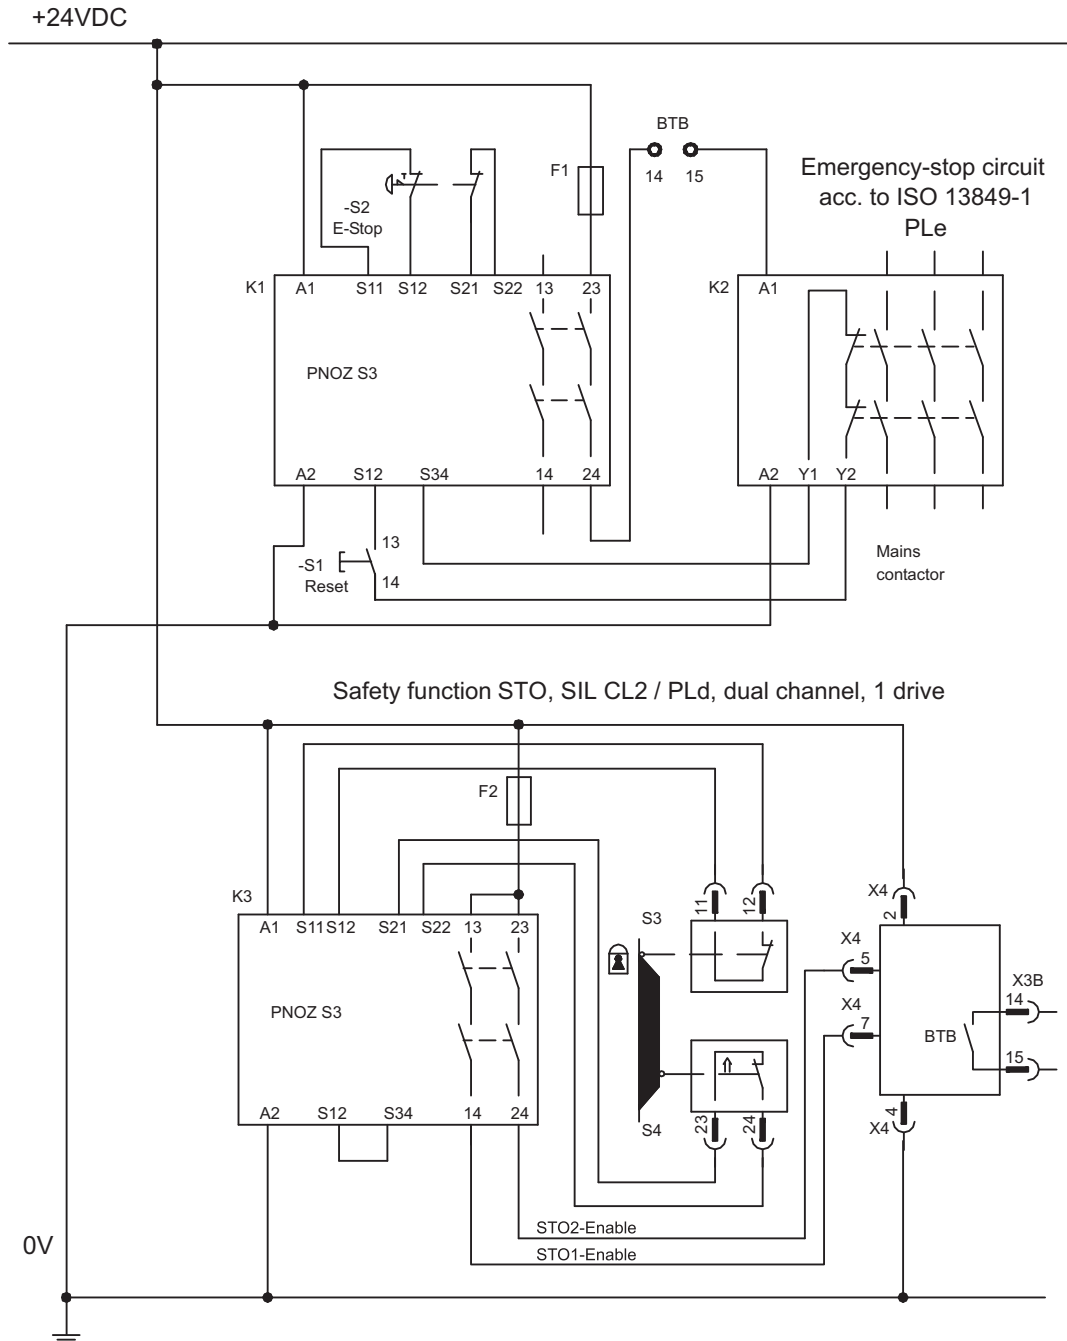 +24VDC
BTB
14 15
F1
Emergency-stop circuit
acc. to ISO 13849-1
PLe
-S2
E-Stop
K1 A1 S11 S12 S21 S22 13 23
K2 A1
PNOZ S3
A2 S12 S34 14 24
A2 Y1 Y2
13
-S1
Reset
14
Mains
contactor
Safety function STO, SIL CL2 / PLd, dual channel, 1 drive
F2
K3
A1 S11 S12 S21 S22 13 23
11 12
S3
X4
2
X4
5
X4
7
X3B
14
BTB
15
PNOZ S3
A2 S12 S34 14 24
S4
23 24
X4
4
STO2-Enable
STO1-Enable
0V